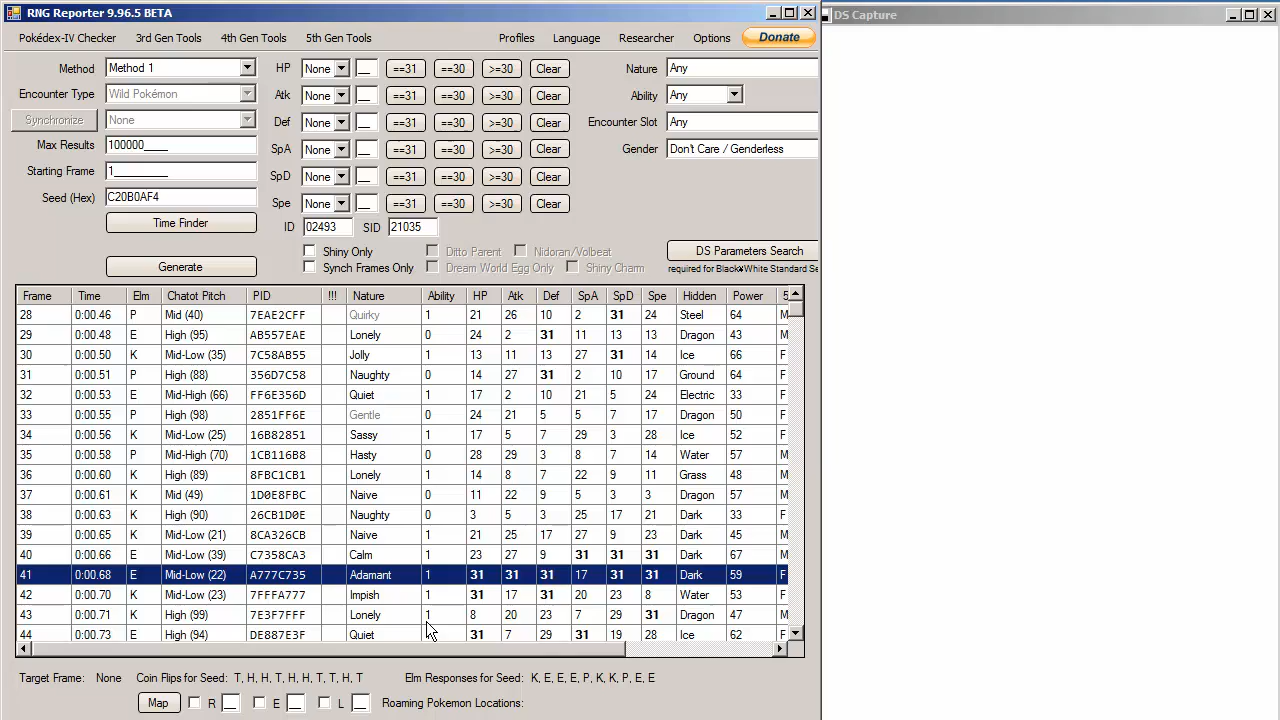 RNG Reporter 9.96.5 BETA
DS Capture
PokéDex-IV Checker 3rd Gen Tools 4th Gen Tools 5th Gen Tools Profiles Language Researcher Options Donate
Method Method 1 HP None __ ==31 ==30 >=30 Clear Nature Any
Encounter Type Wild Pokémon Atk None __ ==31 ==30 >=30 Clear Ability Any
Synchronize None Def None __ ==31 ==30 >=30 Clear Encounter Slot Any
Max Results 100000____ SpA None __ ==31 ==30 >=30 Clear Gender Don't Care / Genderless
Starting Frame 1_________ SpD None __ ==31 ==30 >=30 Clear
Seed (Hex) C20B0AF4 Spe None __ ==31 ==30 >=30 Clear
Time Finder ID 02493 SID 21035
Shiny Only Ditto Parent Nidoran/Volbeat DS Parameters Search
Generate Synch Frames Only Dream World Egg Only Shiny Charm required for Black•White Standard Se
Frame Time Elm Chatot Pitch PID !!! Nature Ability HP Atk Def SpA SpD Spe Hidden Power
28 0:00.46 P Mid (40) 7EAE2CFF Quirky 1 21 26 10 2 31 24 Steel 64 M
29 0:00.48 E High (95) AB557EAE Lonely 0 24 2 31 11 13 13 Dragon 43 M
30 0:00.50 K Mid-Low (35) 7C58AB55 Jolly 1 13 11 13 27 31 14 Ice 66 F
31 0:00.51 P High (88) 356D7C58 Naughty 0 14 27 31 2 10 17 Ground 64 F
32 0:00.53 E Mid-High (66) FF6E356D Quiet 1 17 2 10 21 5 24 Electric 33 F
33 0:00.55 P High (98) 2851FF6E Gentle 0 24 21 5 5 7 17 Dragon 50 F
34 0:00.56 K Mid-Low (25) 16B82851 Sassy 1 17 5 7 29 3 28 Ice 52 F
35 0:00.58 P Mid-High (70) 1CB116B8 Hasty 0 28 29 3 8 7 14 Water 57 M
36 0:00.60 K High (89) 8FBC1CB1 Lonely 1 14 8 7 22 9 11 Grass 48 M
37 0:00.61 K Mid (49) 1D0E8FBC Naive 0 11 22 9 5 3 3 Dragon 57 M
38 0:00.63 K High (90) 26CB1D0E Naughty 0 3 5 3 25 17 21 Dark 33 F
39 0:00.65 K Mid-Low (21) 8CA326CB Naive 1 21 25 17 27 9 23 Dark 45 M
40 0:00.66 E Mid-Low (39) C7358CA3 Calm 1 23 27 9 31 31 31 Dark 67 M
41 0:00.68 E Mid-Low (22) A777C735 Adamant 1 31 31 31 17 31 31 Dark 59 F
42 0:00.70 K Mid-Low (23) 7FFFA777 Impish 1 31 17 31 20 23 8 Water 53 F
43 0:00.71 K High (99) 7E3F7FFF Lonely 1 8 20 23 7 29 31 Dragon 47 M
44 0:00.73 E High (94) DE887E3F Quiet 1 31 7 29 31 19 28 Ice 62 F
Target Frame: None Coin Flips for Seed: T, H, H, T, H, H, T, T, H, T Elm Responses for Seed: K, E, E, E, P, K, K, P, E, E
Map R __ E __ L __ Roaming Pokemon Locations: